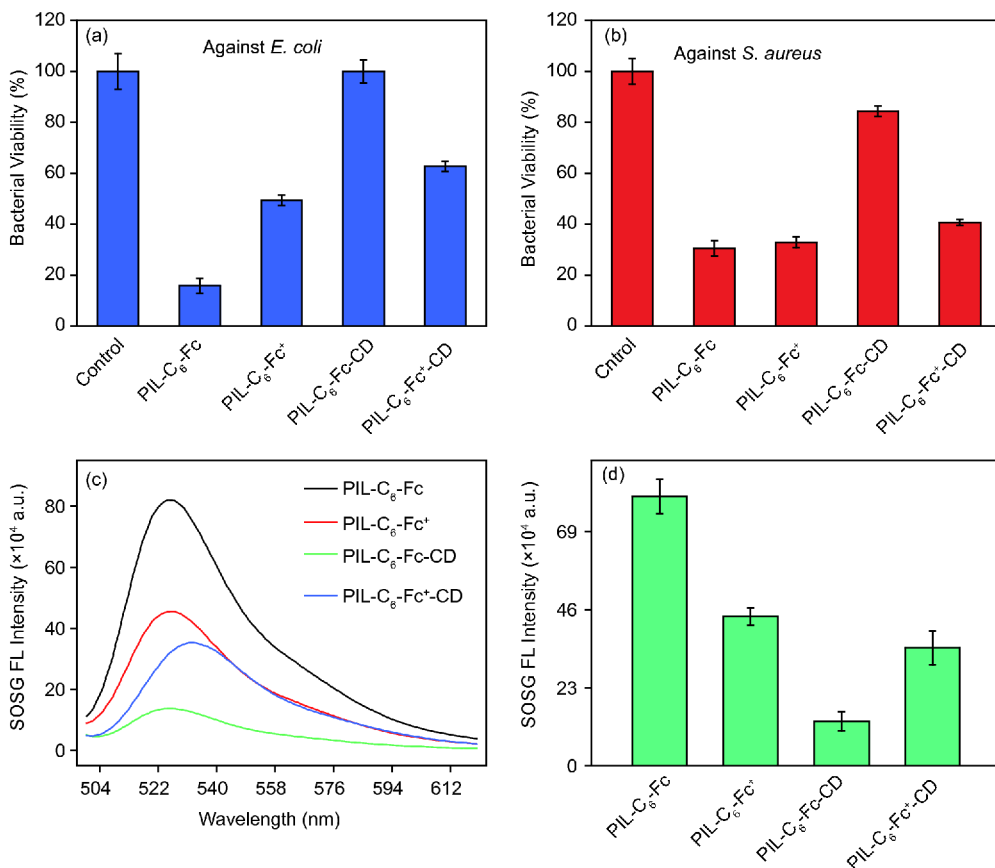 (a)
Against E. coli
Bacterial Viability (%)
120
100
80
60
40
20
0
Control
PIL-C₆-Fc
PIL-C₆-Fc⁺
PIL-C₆-Fc-CD
PIL-C₆-Fc⁺-CD
(b)
Against S. aureus
Bacterial Viability (%)
120
100
80
60
40
20
0
Cntrol
PIL-C₆-Fc
PIL-C₆-Fc⁺
PIL-C₆-Fc-CD
PIL-C₆-Fc⁺-CD
(c)
PIL-C₆-Fc
PIL-C₆-Fc⁺
PIL-C₆-Fc-CD
PIL-C₆-Fc⁺-CD
SOSG FL Intensity (×10⁴ a.u.)
80
60
40
20
0
504 522 540 558 576 594 612
Wavelength (nm)
(d)
SOSG FL Intensity (×10⁴ a.u.)
69
46
23
0
PIL-C₆-Fc
PIL-C₆-Fc⁺
PIL-C₆-Fc-CD
PIL-C₆-Fc⁺-CD